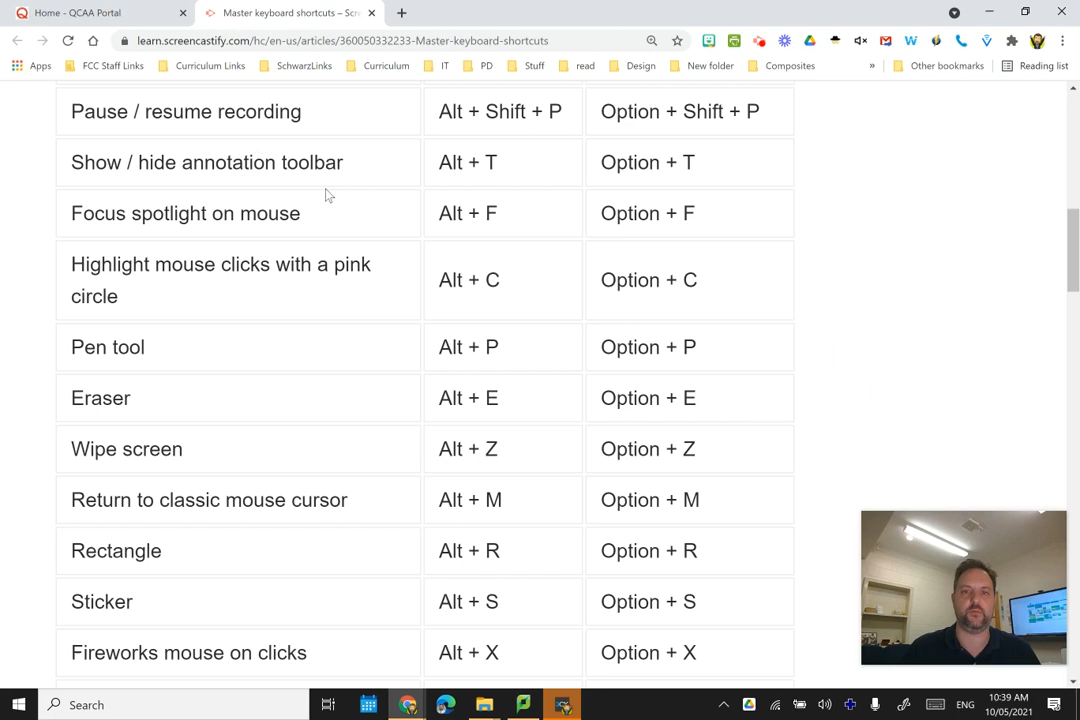 Home - QCAA Portal
Master keyboard shortcuts – Scre
learn.screencastify.com/hc/en-us/articles/360050332233-Master-keyboard-shortcuts
Apps FCC Staff Links Curriculum Links SchwarzLinks Curriculum IT PD Stuff read Design New folder Composites » Other bookmarks Reading list
Pause / resume recording Alt + Shift + P Option + Shift + P
Show / hide annotation toolbar Alt + T Option + T
Focus spotlight on mouse Alt + F Option + F
Highlight mouse clicks with a pink
circle Alt + C Option + C
Pen tool Alt + P Option + P
Eraser Alt + E Option + E
Wipe screen Alt + Z Option + Z
Return to classic mouse cursor Alt + M Option + M
Rectangle Alt + R Option + R
Sticker Alt + S Option + S
Fireworks mouse on clicks Alt + X Option + X
Search
ENG
10:39 AM
10/05/2021